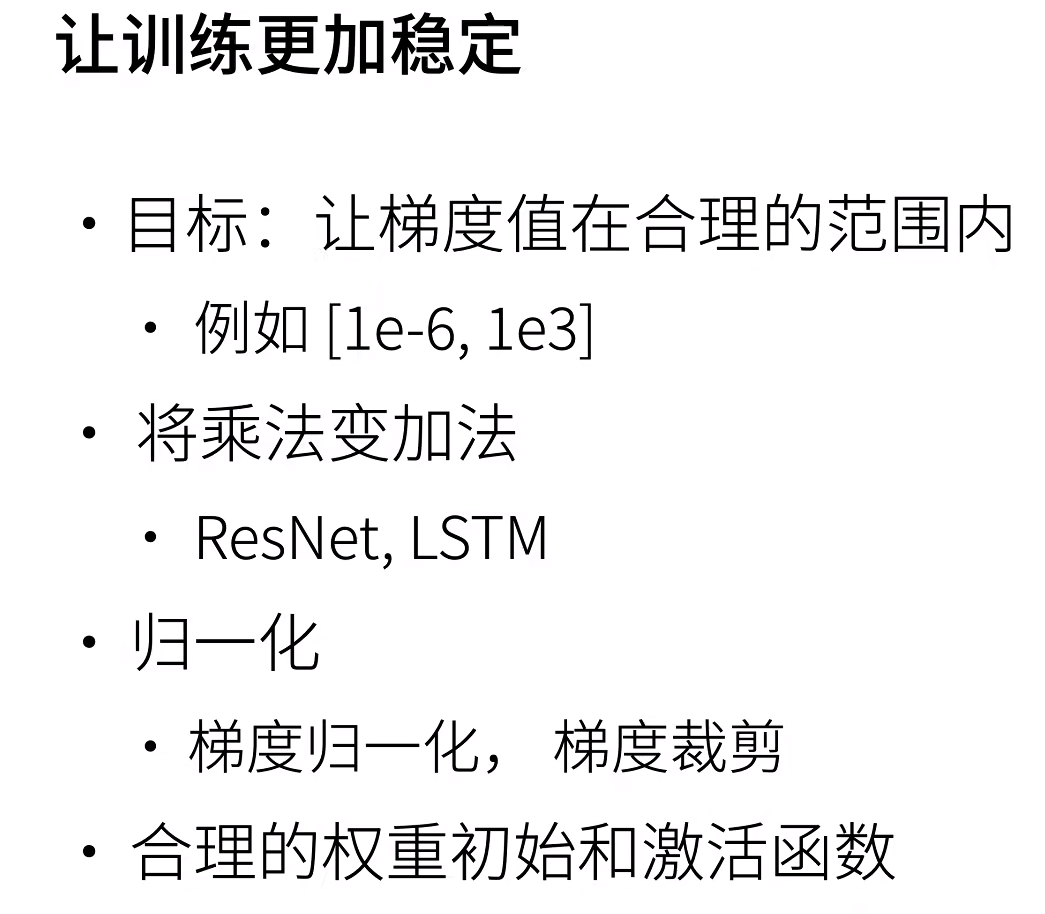 让训练更加稳定
• 目标：让梯度值在合理的范围内
• 例如 [1e-6, 1e3]
• 将乘法变加法
• ResNet, LSTM
• 归一化
• 梯度归一化， 梯度裁剪
• 合理的权重初始和激活函数